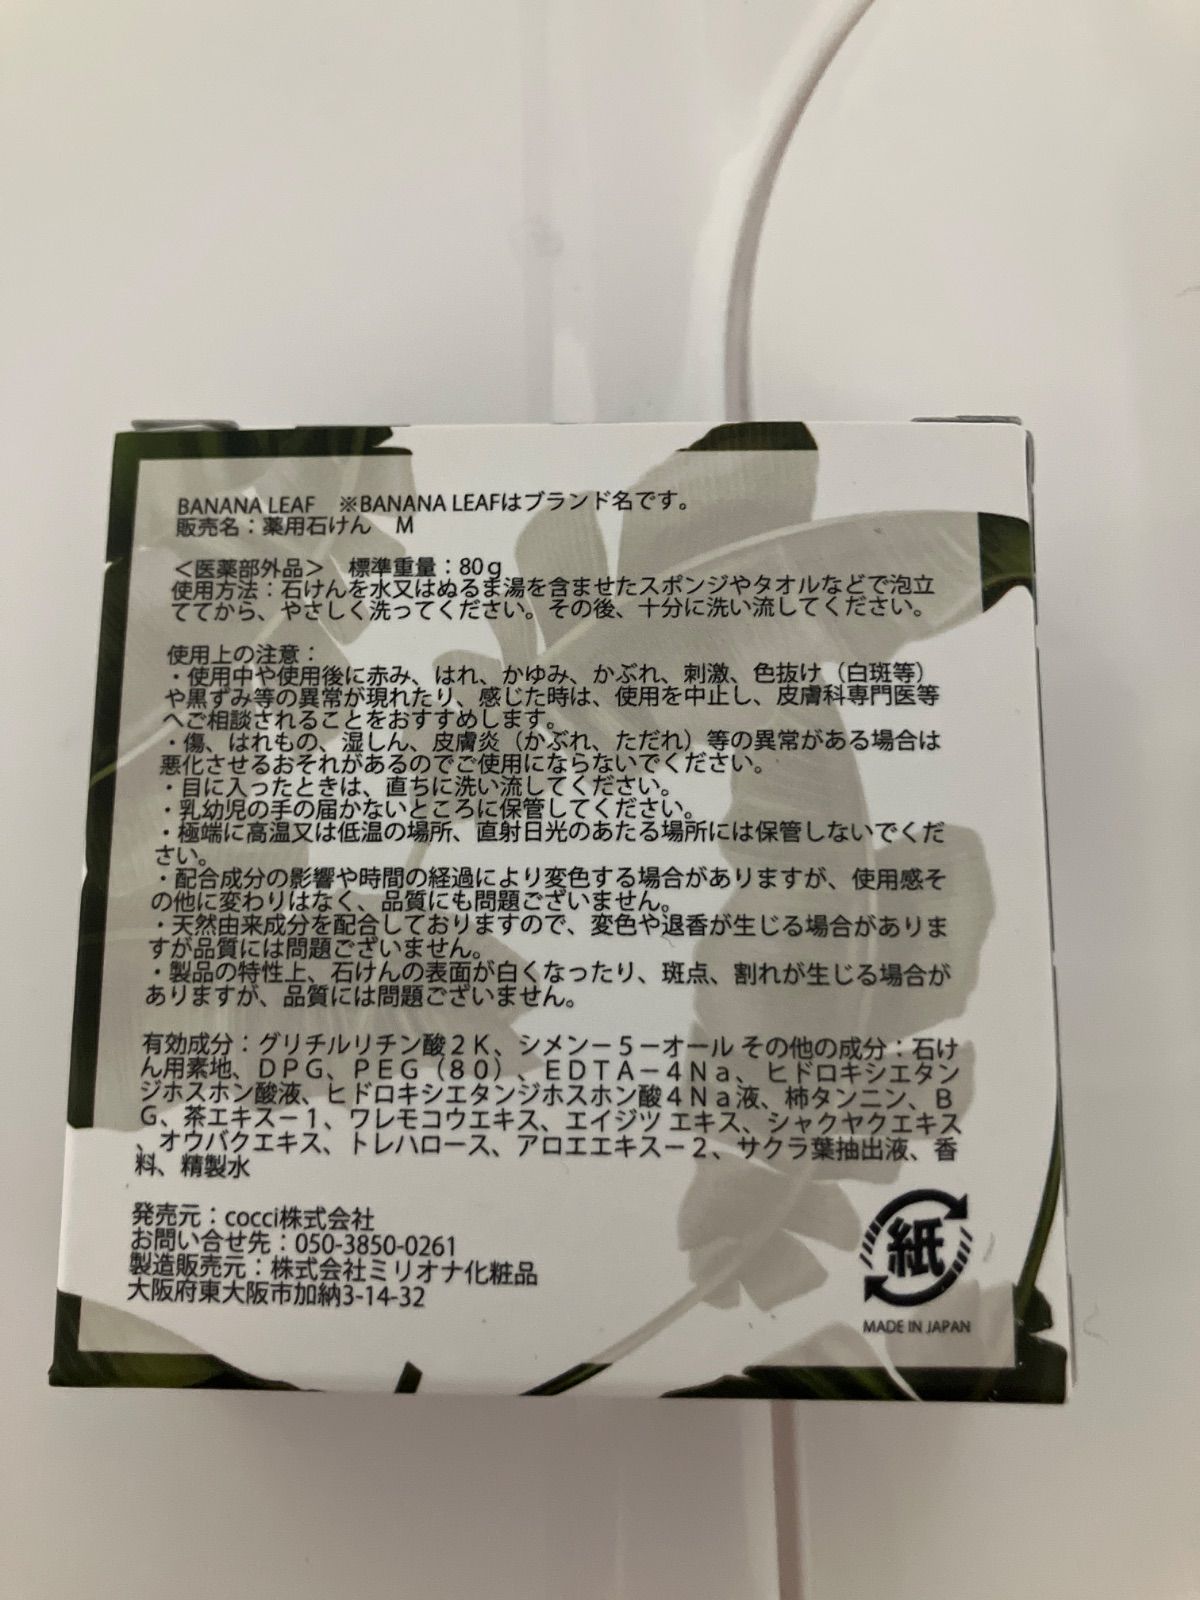 BANANA LEAF　※BANANA LEAFはブランド名です。
販売名：薬用石けん　M
＜医薬部外品＞　標準重量：80g
使用方法：石けんを水又はぬるま湯を含ませたスポンジやタオルなどで泡立
ててから、やさしく洗ってください。その後、十分に洗い流してください。
使用上の注意：
・使用中や使用後に赤み、はれ、かゆみ、かぶれ、刺激、色抜け（白斑等）
や黒ずみ等の異常が現れたり、感じた時は、使用を中止し、皮膚科専門医等
へご相談されることをおすすめします。
・傷、はれもの、湿しん、皮膚炎（かぶれ、ただれ）等の異常がある場合は
悪化させるおそれがあるのでご使用にならないでください。
・目に入ったときは、直ちに洗い流してください。
・乳幼児の手の届かないところに保管してください。
・極端に高温又は低温の場所、直射日光のあたる場所には保管しないでくだ
さい。
・配合成分の影響や時間の経過により変色する場合がありますが、使用感そ
の他に変わりはなく、品質にも問題ございません。
・天然由来成分を配合しておりますので、変色や退香が生じる場合がありま
すが品質には問題ございません。
・製品の特性上、石けんの表面が白くなったり、斑点、割れが生じる場合が
ありますが、品質には問題ございません。
有効成分：グリチルリチン酸２Ｋ、シメン－５－オール その他の成分：石け
ん用素地、ＤＰＧ、ＰＥＧ（８０）、ＥＤＴＡ－４Ｎａ、ヒドロキシエタン
ジホスホン酸液、ヒドロキシエタンジホスホン酸４Ｎａ液、柿タンニン、Ｂ
Ｇ、茶エキス－１、ワレモコウエキス、エイジツ エキス、シャクヤクエキス
、オウバクエキス、トレハロース、アロエエキス－２、サクラ葉抽出液、香
料、精製水
発売元：cocci株式会社
お問い合せ先：050-3850-0261
製造販売元：株式会社ミリオナ化粧品
大阪府東大阪市加納3-14-32
紙
MADE IN JAPAN